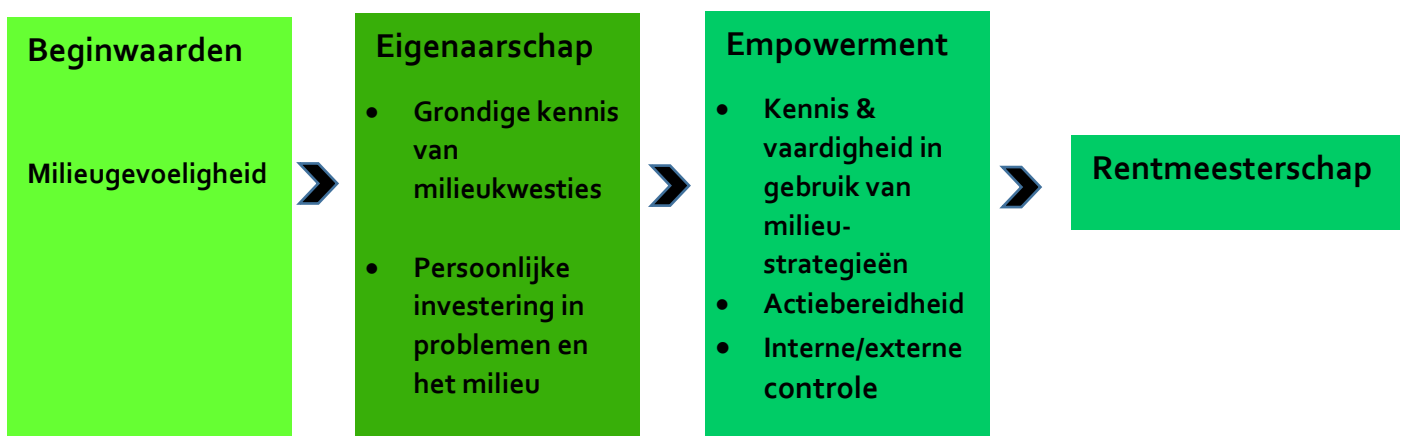 Beginwaarden
Milieugevoeligheid
Eigenaarschap
• Grondige kennis
van
milieukwesties
• Persoonlijke
investering in
problemen en
het milieu
Empowerment
• Kennis &
vaardigheid in
gebruik van
milieu-
strategieën
• Actiebereidheid
• Interne/externe
controle
Rentmeesterschap